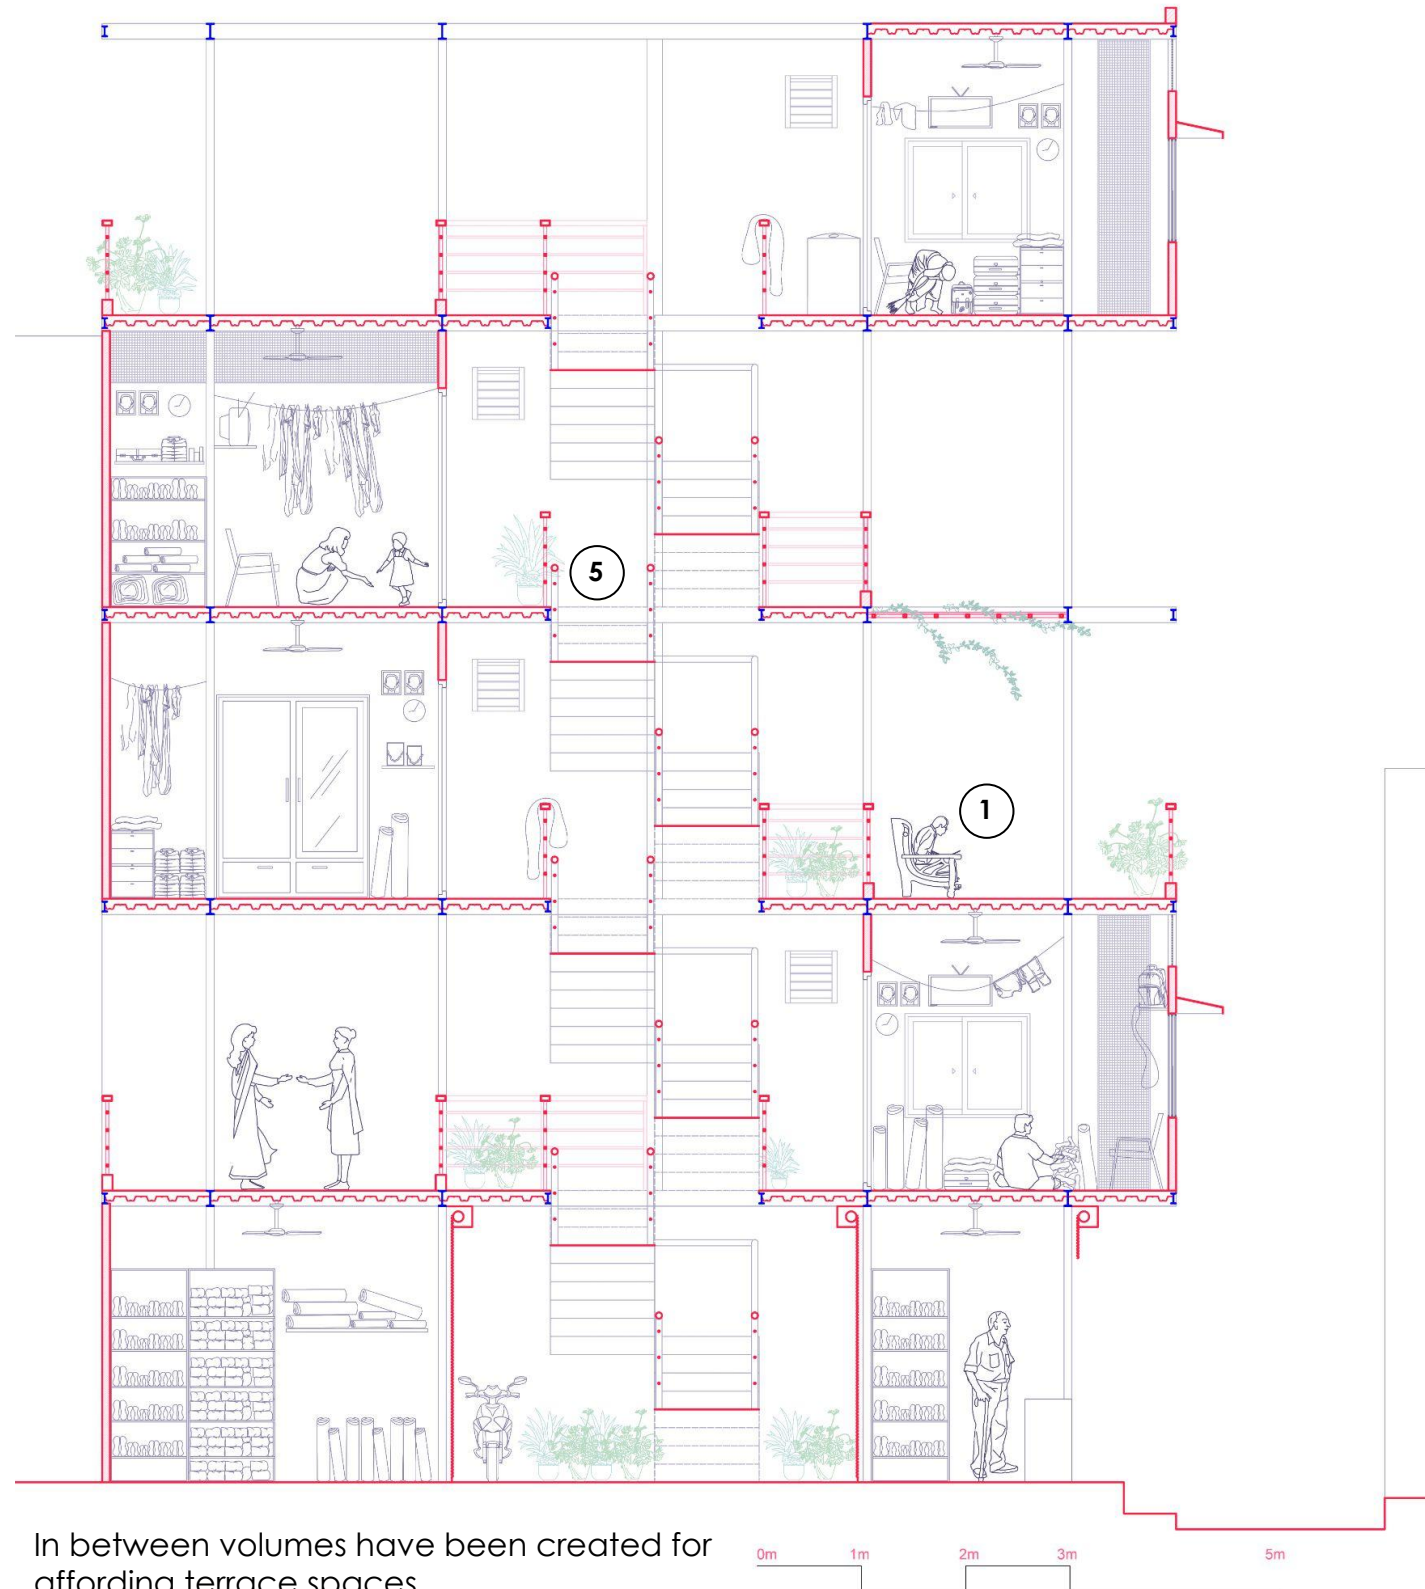 5
1
In between volumes have been created for
affording terrace spaces
0m 1m 2m 3m 5m